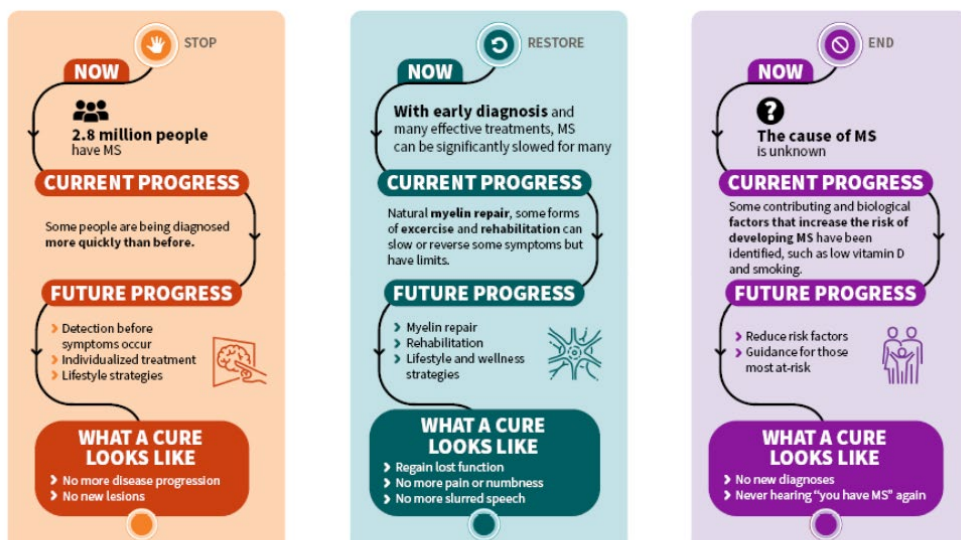 STOP
NOW
2.8 million people
have MS
CURRENT PROGRESS
Some people are being diagnosed
more quickly than before.
FUTURE PROGRESS
Detection before
symptoms occur
Individualized treatment
Lifestyle strategies
WHAT A CURE
LOOKS LIKE
No more disease progression
No new lesions
RESTORE
NOW
With early diagnosis and
many effective treatments, MS
can be significantly slowed for many
CURRENT PROGRESS
Natural myelin repair, some forms
of excercise and rehabilitation can
slow or reverse some symptoms but
have limits.
FUTURE PROGRESS
Myelin repair
Rehabilitation
Lifestyle and wellness
strategies
WHAT A CURE
LOOKS LIKE
Regain lost function
No more pain or numbness
No more slurred speech
END
NOW
?
The cause of MS
is unknown
CURRENT PROGRESS
Some contributing and biological
factors that increase the risk of
developing MS have been
identified, such as low vitamin D
and smoking.
FUTURE PROGRESS
Reduce risk factors
Guidance for those
most at-risk
WHAT A CURE
LOOKS LIKE
No new diagnoses
Never hearing “you have MS” again